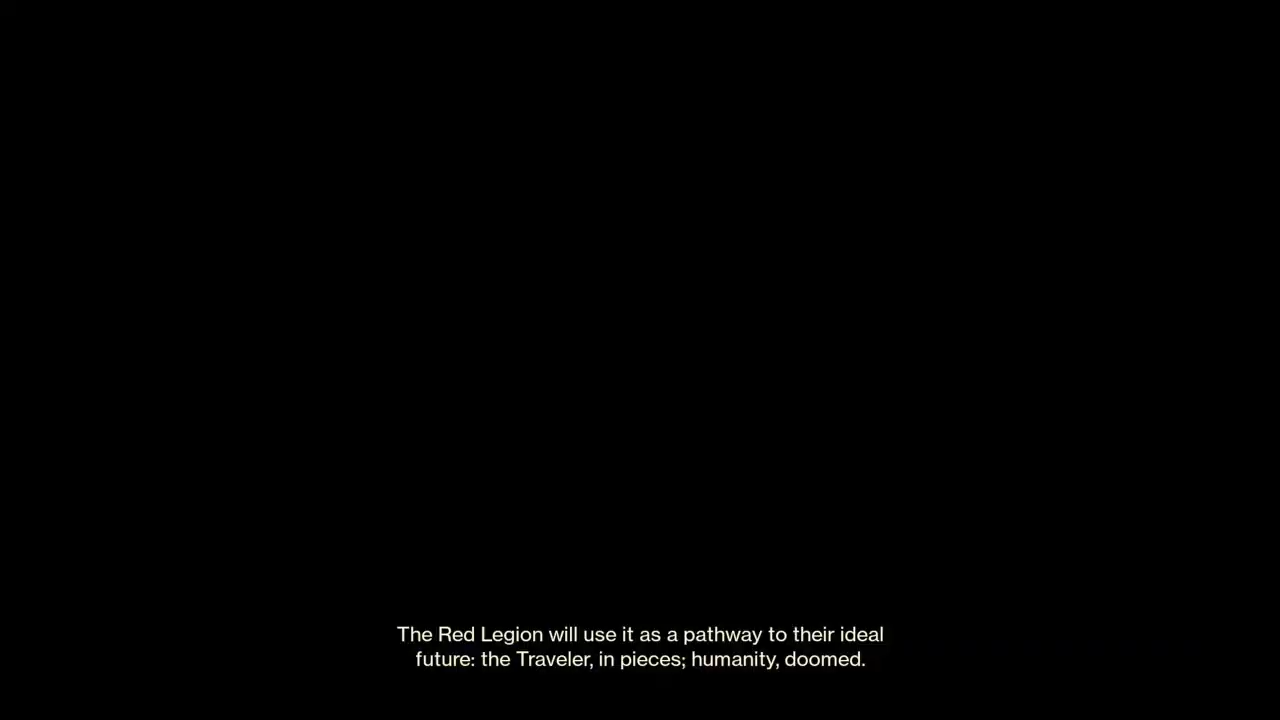 The Red Legion will use it as a pathway to their ideal
future: the Traveler, in pieces; humanity, doomed.